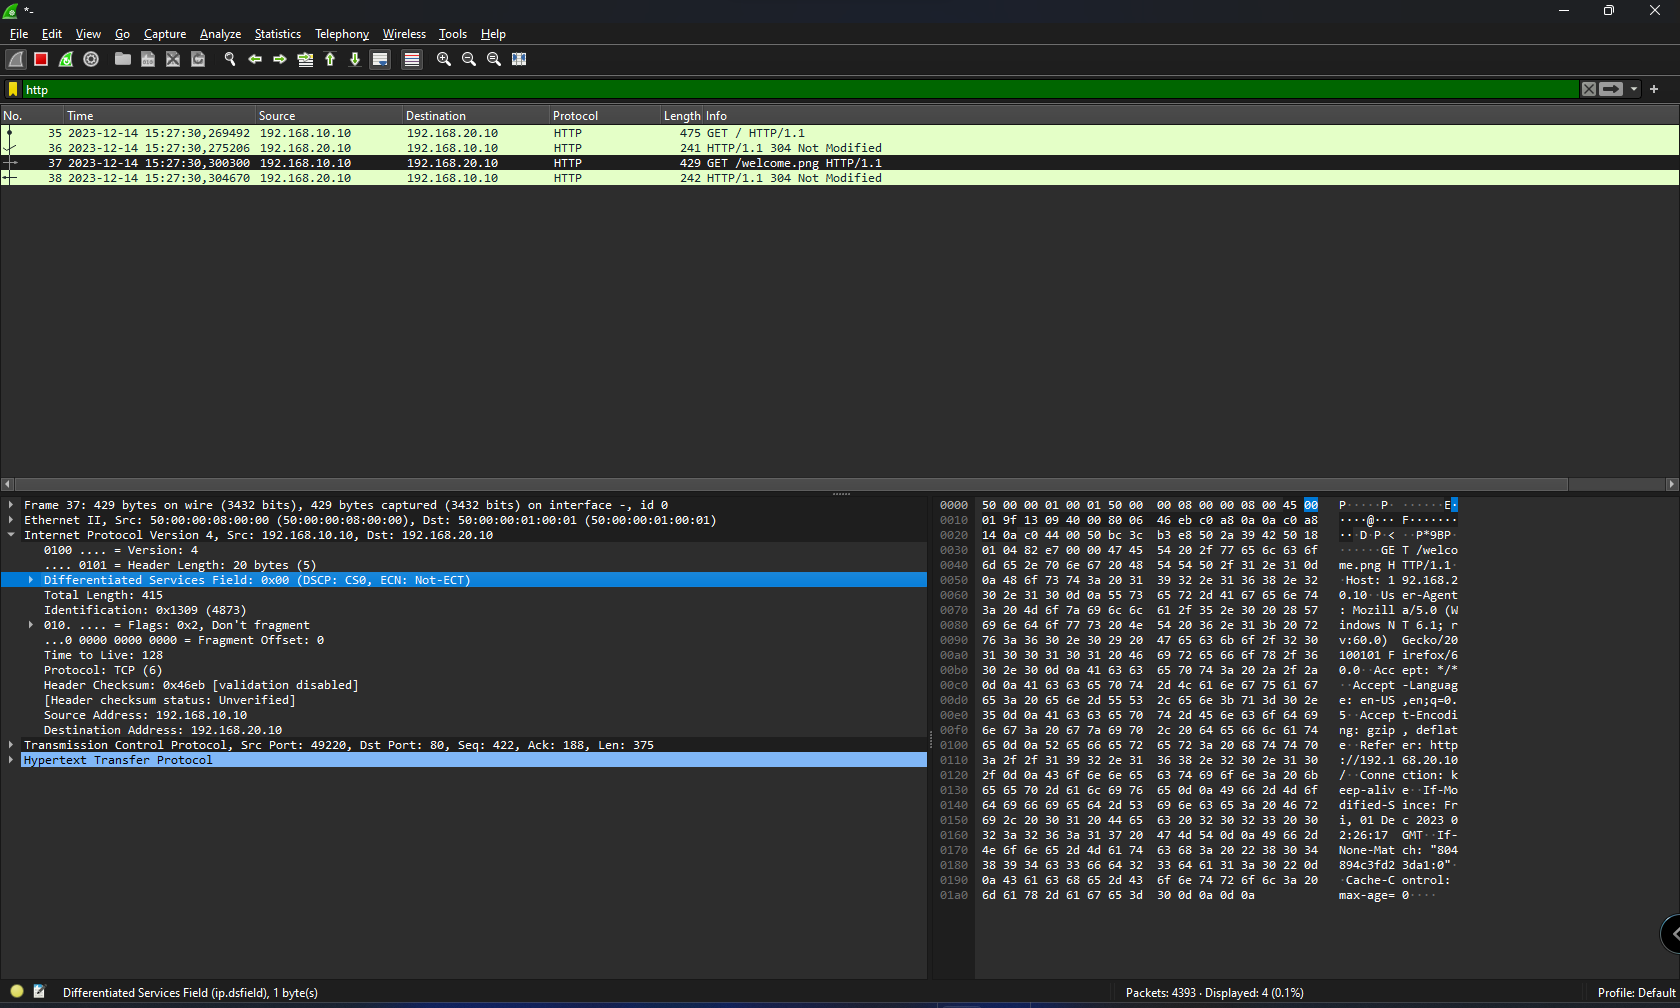 *-
File Edit View Go Capture Analyze Statistics Telephony Wireless Tools Help
http
No. Time Source Destination Protocol Length Info
35 2023-12-14 15:27:30,269492 192.168.10.10 192.168.20.10 HTTP 475 GET / HTTP/1.1
36 2023-12-14 15:27:30,275206 192.168.20.10 192.168.10.10 HTTP 241 HTTP/1.1 304 Not Modified
37 2023-12-14 15:27:30,300300 192.168.10.10 192.168.20.10 HTTP 429 GET /welcome.png HTTP/1.1
38 2023-12-14 15:27:30,304670 192.168.20.10 192.168.10.10 HTTP 242 HTTP/1.1 304 Not Modified
Frame 37: 429 bytes on wire (3432 bits), 429 bytes captured (3432 bits) on interface -, id 0
Ethernet II, Src: 50:00:00:08:00:00 (50:00:00:08:00:00), Dst: 50:00:00:01:00:01 (50:00:00:01:00:01)
Internet Protocol Version 4, Src: 192.168.10.10, Dst: 192.168.20.10
0100 .... = Version: 4
.... 0101 = Header Length: 20 bytes (5)
Differentiated Services Field: 0x00 (DSCP: CS0, ECN: Not-ECT)
Total Length: 415
Identification: 0x1309 (4873)
010. .... = Flags: 0x2, Don't fragment
...0 0000 0000 0000 = Fragment Offset: 0
Time to Live: 128
Protocol: TCP (6)
Header Checksum: 0x46eb [validation disabled]
[Header checksum status: Unverified]
Source Address: 192.168.10.10
Destination Address: 192.168.20.10
Transmission Control Protocol, Src Port: 49220, Dst Port: 80, Seq: 422, Ack: 188, Len: 375
Hypertext Transfer Protocol
0000 50 00 00 01 00 01 50 00 00 08 00 00 08 00 45 00 P·····P· ······E·
0010 01 9f 13 09 40 00 80 06 46 eb c0 a8 0a 0a c0 a8 ····@··· F·······
0020 14 0a c0 44 00 50 bc 3c b3 e8 50 2a 39 42 50 18 ···D·P·< ··P*9BP·
0030 01 04 82 e7 00 00 47 45 54 20 2f 77 65 6c 63 6f ······GE T /welco
0040 6d 65 2e 70 6e 67 20 48 54 54 50 2f 31 2e 31 0d me.png H TTP/1.1·
0050 0a 48 6f 73 74 3a 20 31 39 32 2e 31 36 38 2e 32 ·Host: 1 92.168.2
0060 30 2e 31 30 0d 0a 55 73 65 72 2d 41 67 65 6e 74 0.10··Us er-Agent
0070 3a 20 4d 6f 7a 69 6c 6c 61 2f 35 2e 30 20 28 57 : Mozill a/5.0 (W
0080 69 6e 64 6f 77 73 20 4e 54 20 36 2e 31 3b 20 72 indows N T 6.1; r
0090 76 3a 36 30 2e 30 29 20 47 65 63 6b 6f 2f 32 30 v:60.0) Gecko/20
00a0 31 30 30 31 30 31 20 46 69 72 65 66 6f 78 2f 36 100101 F irefox/6
00b0 30 2e 30 0d 0a 41 63 63 65 70 74 3a 20 2a 2f 2a 0.0··Acc ept: */*
00c0 0d 0a 41 63 63 65 70 74 2d 4c 61 6e 67 75 61 67 ··Accept -Languag
00d0 65 3a 20 65 6e 2d 55 53 2c 65 6e 3b 71 3d 30 2e e: en-US ,en;q=0.
00e0 35 0d 0a 41 63 63 65 70 74 2d 45 6e 63 6f 64 69 5··Accep t-Encodi
00f0 6e 67 3a 20 67 7a 69 70 2c 20 64 65 66 6c 61 74 ng: gzip , deflat
0100 65 0d 0a 52 65 66 65 72 65 72 3a 20 68 74 74 70 e··Refer er: http
0110 3a 2f 2f 31 39 32 2e 31 36 38 2e 32 30 2e 31 30 ://192.1 68.20.10
0120 2f 0d 0a 43 6f 6e 6e 65 63 74 69 6f 6e 3a 20 6b /··Conne ction: k
0130 65 65 70 2d 61 6c 69 76 65 0d 0a 49 66 2d 4d 6f eep-aliv e··If-Mo
0140 64 69 66 69 65 64 2d 53 69 6e 63 65 3a 20 46 72 dified-S ince: Fr
0150 69 2c 20 30 31 20 44 65 63 20 32 30 32 33 20 30 i, 01 De c 2023 0
0160 32 3a 32 36 3a 31 37 20 47 4d 54 0d 0a 49 66 2d 2:26:17 GMT··If-
0170 4e 6f 6e 65 2d 4d 61 74 63 68 3a 20 22 38 30 34 None-Mat ch: "804
0180 38 39 34 63 33 66 64 32 33 64 61 31 3a 30 22 0d 894c3fd2 3da1:0"·
0190 0a 43 61 63 68 65 2d 43 6f 6e 74 72 6f 6c 3a 20 ·Cache-C ontrol:
01a0 6d 61 78 2d 61 67 65 3d 30 0d 0a 0d 0a max-age= 0····
Differentiated Services Field (ip.dsfield), 1 byte(s) Packets: 4393 · Displayed: 4 (0.1%) Profile: Default